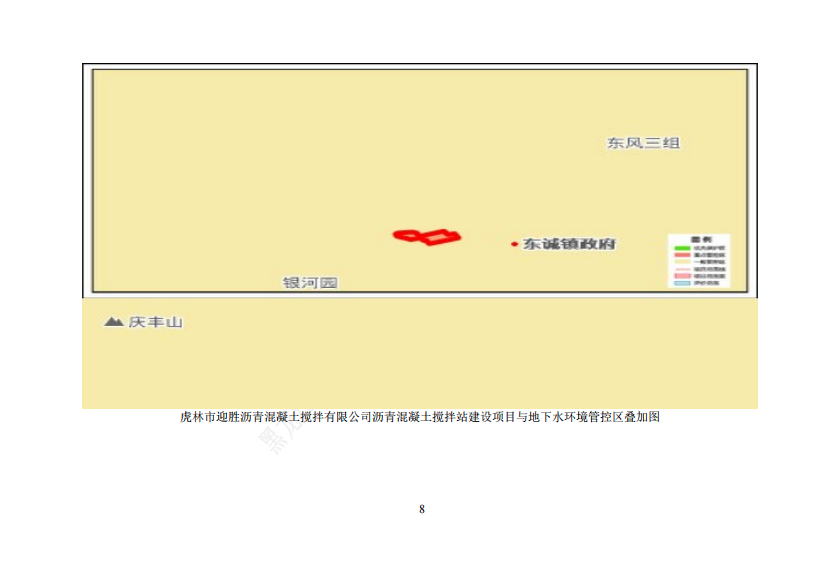 东风三组
东诚镇政府
图 例
银河园
庆丰山
虎林市迎胜沥青混凝土搅拌有限公司沥青混凝土搅拌站建设项目与地下水环境管控区叠加图
8